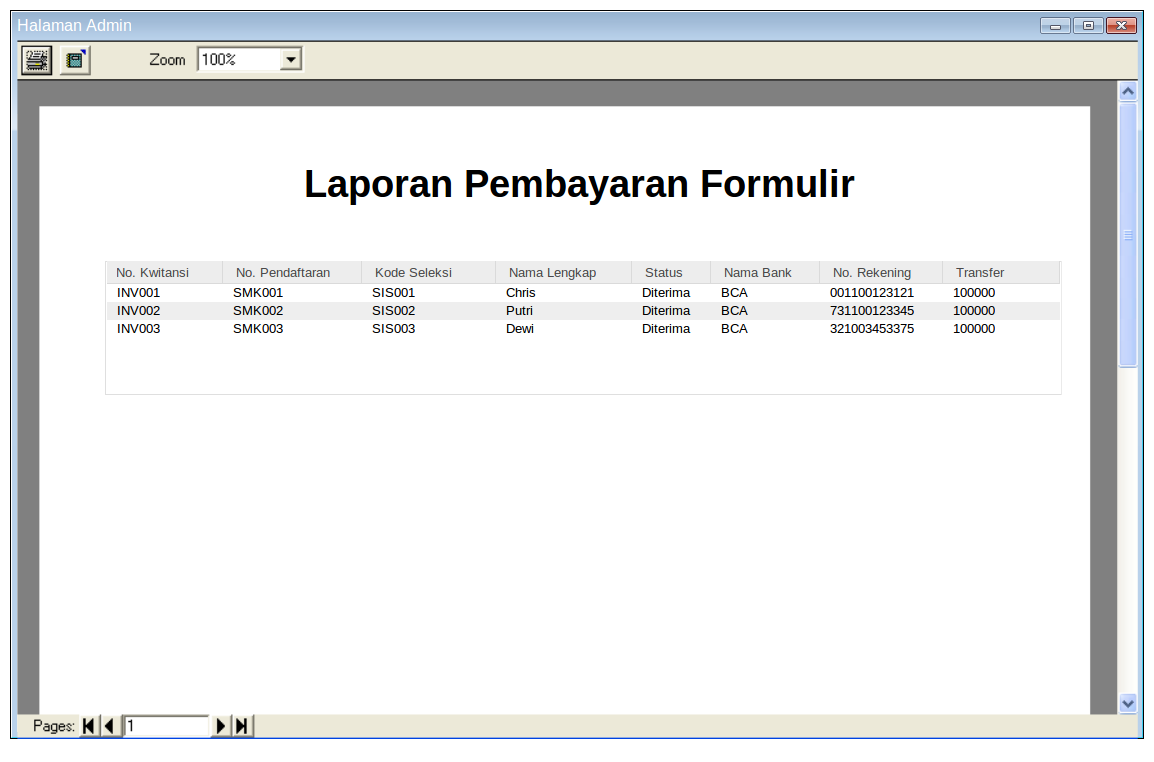 Halaman Admin
Zoom 100%
Laporan Pembayaran Formulir
No. Kwitansi No. Pendaftaran Kode Seleksi Nama Lengkap Status Nama Bank No. Rekening Transfer
INV001 SMK001 SIS001 Chris Diterima BCA 001100123121 100000
INV002 SMK002 SIS002 Putri Diterima BCA 731100123345 100000
INV003 SMK003 SIS003 Dewi Diterima BCA 321003453375 100000
Pages: 1